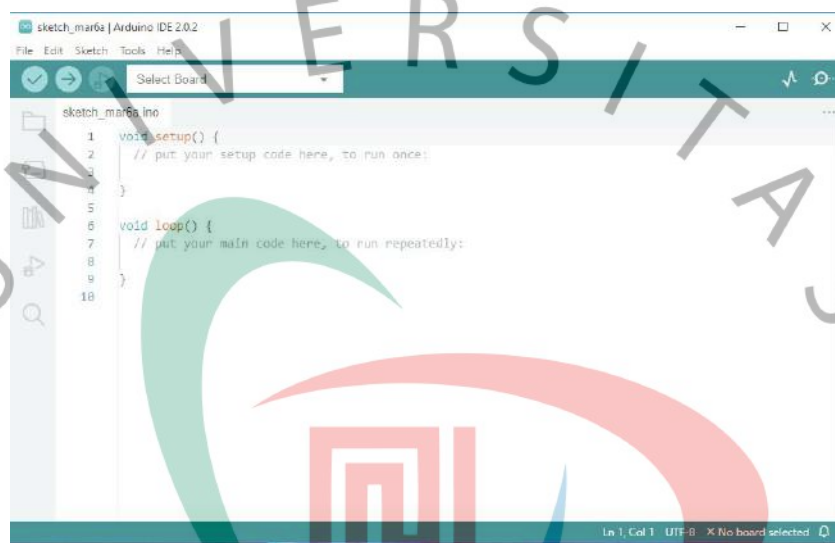 sketch_mar6a | Arduino IDE 2.0.2
File Edit Sketch Tools Help
Select Board
sketch_mar6a.ino
1 void setup() {
2 // put your setup code here, to run once:
3
4 }
5
6 void loop() {
7 // put your main code here, to run repeatedly:
8
9 }
10
Ln 1, Col 1 UTF-8 × No board selected
NIVERSITAS